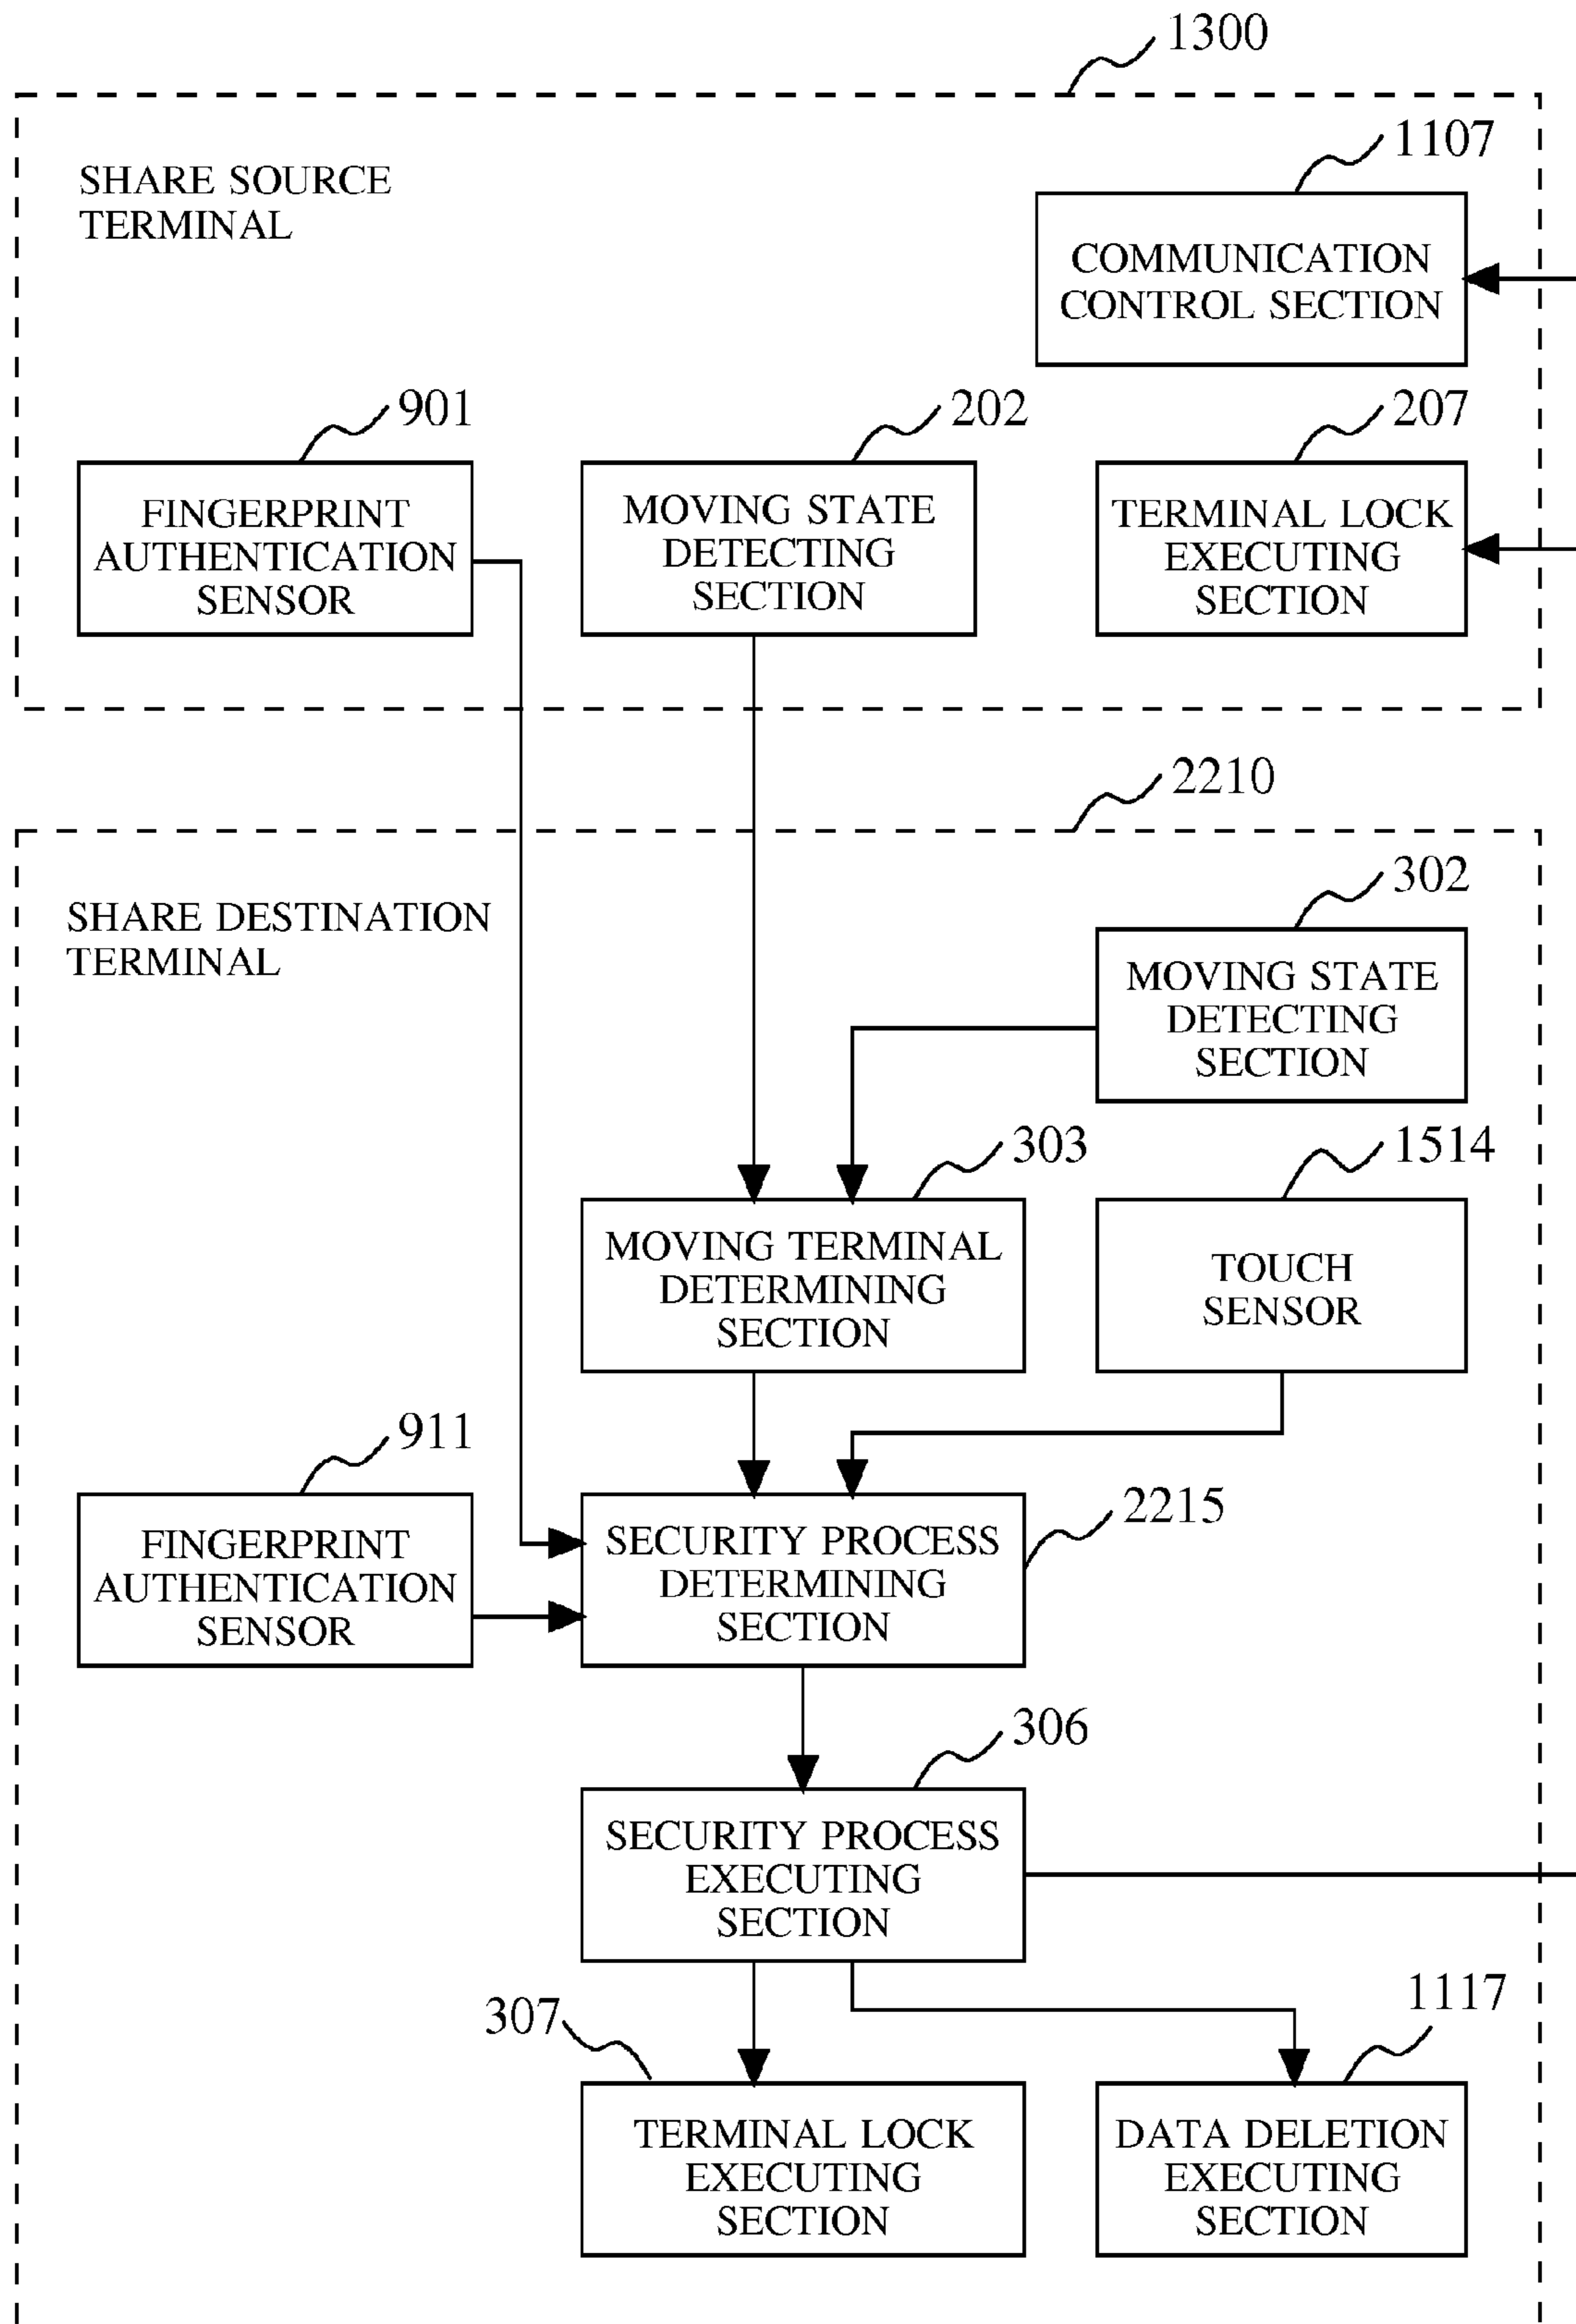 1300
SHARE SOURCE
TERMINAL
1107
COMMUNICATION
CONTROL SECTION
901
FINGERPRINT
AUTHENTICATION
SENSOR
202
MOVING STATE
DETECTING
SECTION
207
TERMINAL LOCK
EXECUTING
SECTION
2210
SHARE DESTINATION
TERMINAL
302
MOVING STATE
DETECTING
SECTION
303
MOVING TERMINAL
DETERMINING
SECTION
1514
TOUCH
SENSOR
911
FINGERPRINT
AUTHENTICATION
SENSOR
2215
SECURITY PROCESS
DETERMINING
SECTION
306
SECURITY PROCESS
EXECUTING
SECTION
307
TERMINAL LOCK
EXECUTING
SECTION
1117
DATA DELETION
EXECUTING
SECTION